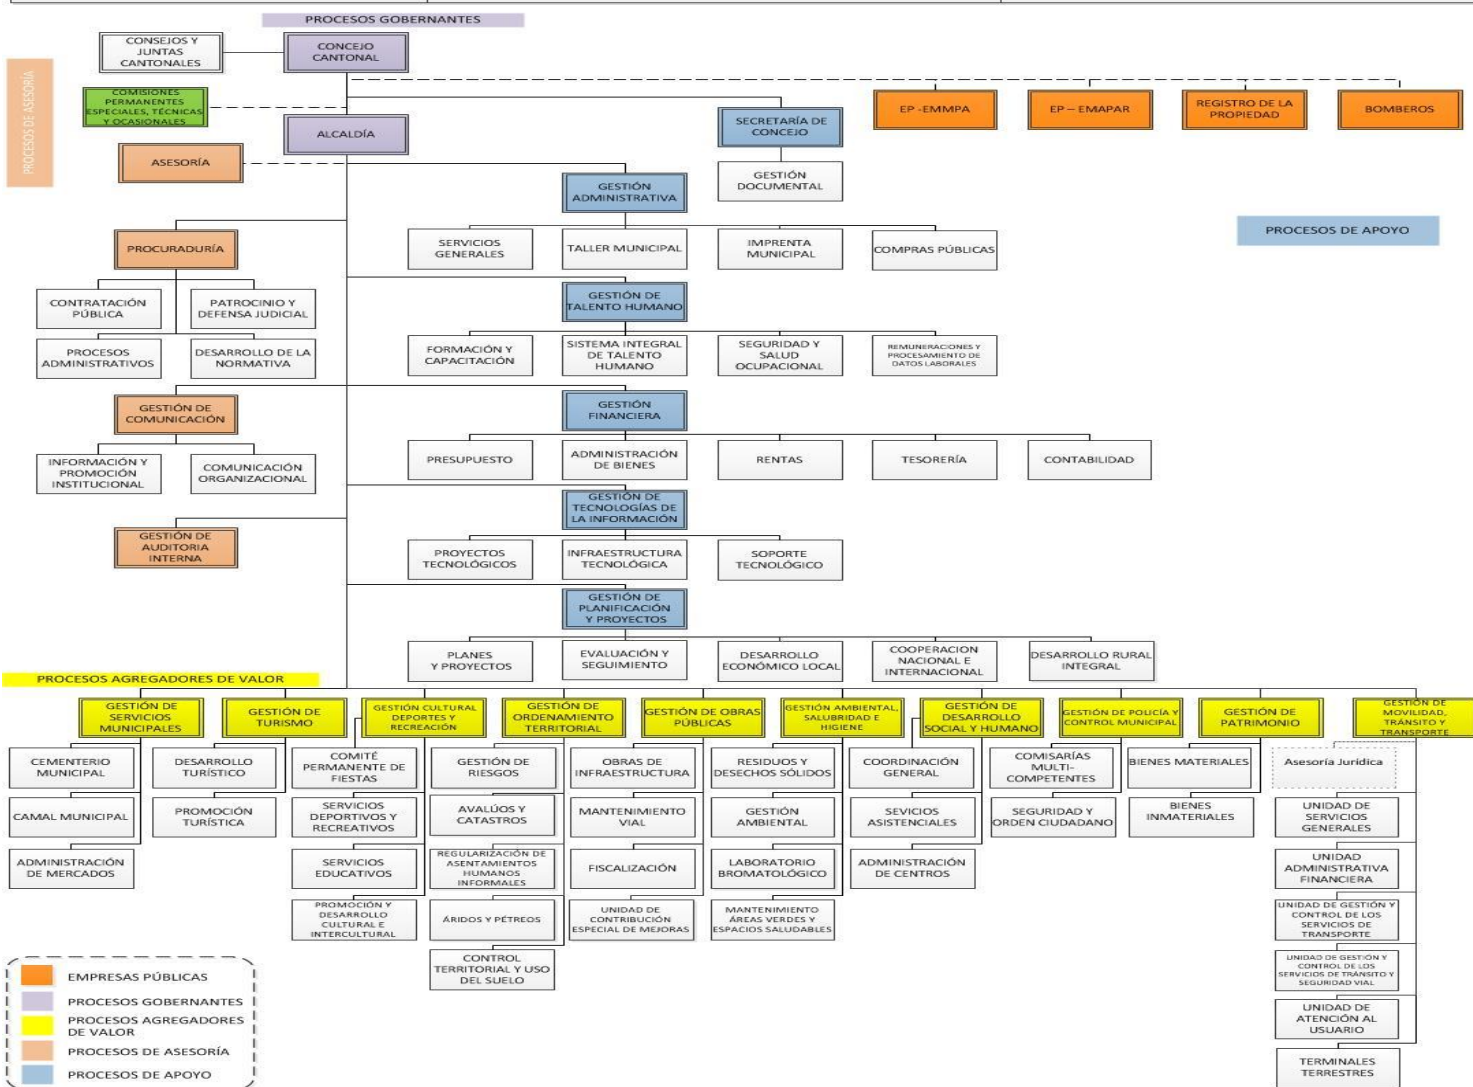 PROCESOS GOBERNANTES
CONSEJOS Y
JUNTAS
CANTONALES
CONCEJO
CANTONAL
PROCESOS DE ASESORÍA
COMISIONES
PERMANENTES
ESPECIALES, TÉCNICAS
Y OCASIONALES
ALCALDÍA
SECRETARÍA DE
CONCEJO
EP -EMMPA
EP – EMAPAR
REGISTRO DE LA
PROPIEDAD
BOMBEROS
ASESORÍA
GESTIÓN
DOCUMENTAL
GESTIÓN
ADMINISTRATIVA
PROCESOS DE APOYO
PROCURADURÍA
SERVICIOS
GENERALES
TALLER MUNICIPAL
IMPRENTA
MUNICIPAL
COMPRAS PÚBLICAS
CONTRATACIÓN
PÚBLICA
PATROCINIO Y
DEFENSA JUDICIAL
GESTIÓN DE
TALENTO HUMANO
PROCESOS
ADMINISTRATIVOS
DESARROLLO DE LA
NORMATIVA
FORMACIÓN Y
CAPACITACIÓN
SISTEMA INTEGRAL
DE TALENTO
HUMANO
SEGURIDAD Y
SALUD
OCUPACIONAL
REMUNERACIONES Y
PROCESAMIENTO DE
DATOS LABORALES
GESTIÓN DE
COMUNICACIÓN
GESTIÓN
FINANCIERA
INFORMACIÓN Y
PROMOCIÓN
INSTITUCIONAL
COMUNICACIÓN
ORGANIZACIONAL
PRESUPUESTO
ADMINISTRACIÓN
DE BIENES
RENTAS
TESORERÍA
CONTABILIDAD
GESTIÓN DE
TECNOLOGÍAS DE
LA INFORMACIÓN
GESTIÓN DE
AUDITORIA
INTERNA
PROYECTOS
TECNOLÓGICOS
INFRAESTRUCTURA
TECNOLÓGICA
SOPORTE
TECNOLÓGICO
GESTIÓN DE
PLANIFICACIÓN
Y PROYECTOS
PLANES
Y PROYECTOS
EVALUACIÓN Y
SEGUIMIENTO
DESARROLLO
ECONÓMICO LOCAL
COOPERACION
NACIONAL E
INTERNACIONAL
DESARROLLO RURAL
INTEGRAL
PROCESOS AGREGADORES DE VALOR
GESTIÓN DE
SERVICIOS
MUNICIPALES
GESTIÓN DE
TURISMO
GESTIÓN CULTURAL
DEPORTES Y
RECREACIÓN
GESTIÓN DE
ORDENAMIENTO
TERRITORIAL
GESTIÓN DE OBRAS
PÚBLICAS
GESTIÓN AMBIENTAL,
SALUBRIDAD E
HIGIENE
GESTIÓN DE
DESARROLLO
SOCIAL Y HUMANO
GESTIÓN DE POLICÍA Y
CONTROL MUNICIPAL
GESTIÓN DE
PATRIMONIO
GESTIÓN DE
MOVILIDAD,
TRÁNSITO Y
TRANSPORTE
CEMENTERIO
MUNICIPAL
DESARROLLO
TURÍSTICO
COMITÉ
PERMANENTE DE
FIESTAS
GESTIÓN DE
RIESGOS
OBRAS DE
INFRAESTRUCTURA
RESIDUOS Y
DESECHOS SÓLIDOS
COORDINACIÓN
GENERAL
COMISARÍAS
MULTI-
COMPETENTES
BIENES MATERIALES
Asesoría Jurídica
CAMAL MUNICIPAL
PROMOCIÓN
TURÍSTICA
SERVICIOS
DEPORTIVOS Y
RECREATIVOS
AVALÚOS Y
CATASTROS
MANTENIMIENTO
VIAL
GESTIÓN
AMBIENTAL
SEVICIOS
ASISTENCIALES
SEGURIDAD Y
ORDEN CIUDADANO
BIENES
INMATERIALES
UNIDAD DE
SERVICIOS
GENERALES
ADMINISTRACIÓN
DE MERCADOS
SERVICIOS
EDUCATIVOS
REGULARIZACIÓN DE
ASENTAMIENTOS
HUMANOS
INFORMALES
FISCALIZACIÓN
LABORATORIO
BROMATOLÓGICO
ADMINISTRACIÓN
DE CENTROS
UNIDAD
ADMINISTRATIVA
FINANCIERA
PROMOCIÓN Y
DESARROLLO
CULTURAL E
INTERCULTURAL
ÁRIDOS Y PÉTREOS
UNIDAD DE
CONTRIBUCIÓN
ESPECIAL DE MEJORAS
MANTENIMIENTO
ÁREAS VERDES Y
ESPACIOS SALUDABLES
UNIDAD DE GESTIÓN Y
CONTROL DE LOS
SERVICIOS DE
TRANSPORTE
CONTROL
TERRITORIAL Y USO
DEL SUELO
UNIDAD DE GESTIÓN Y
CONTROL DE LOS
SERVICIOS DE TRÁNSITO Y
SEGURIDAD VIAL
UNIDAD DE
ATENCIÓN AL
USUARIO
TERMINALES
TERRESTRES
EMPRESAS PÚBLICAS
PROCESOS GOBERNANTES
PROCESOS AGREGADORES
DE VALOR
PROCESOS DE ASESORÍA
PROCESOS DE APOYO